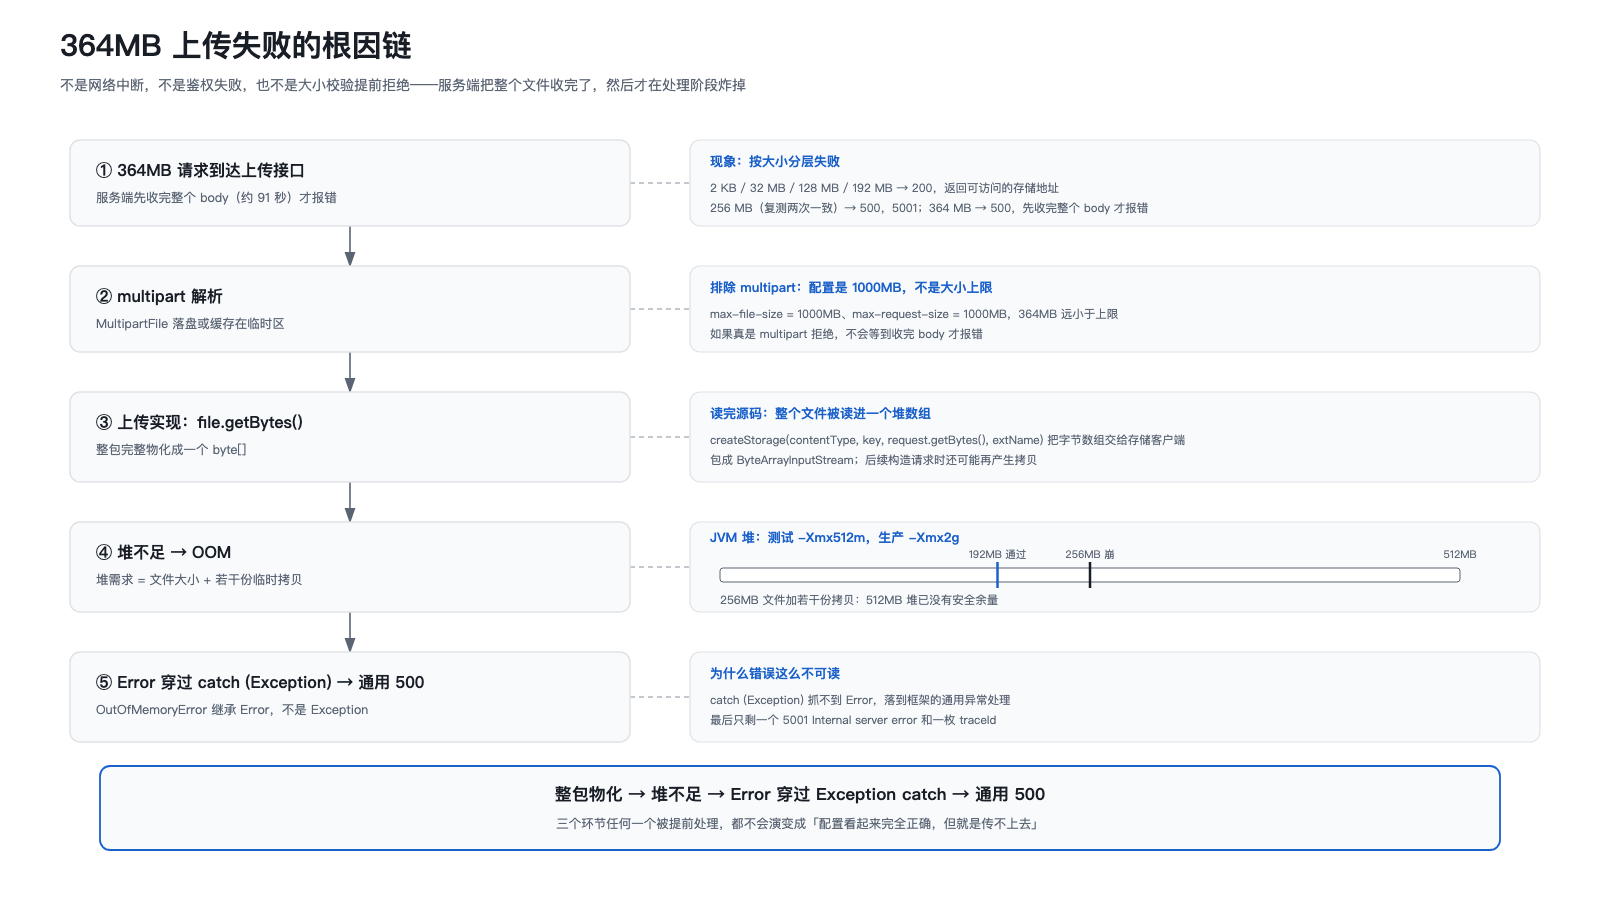 364MB 上传失败的根因链
不是网络中断，不是鉴权失败，也不是大小校验提前拒绝——服务端把整个文件收完了，然后才在处理阶段炸掉
① 364MB 请求到达上传接口
服务端先收完整个 body（约 91 秒）才报错
现象：按大小分层失败
2 KB / 32 MB / 128 MB / 192 MB → 200，返回可访问的存储地址
256 MB（复测两次一致）→ 500，5001；364 MB → 500，先收完整个 body 才报错
② multipart 解析
MultipartFile 落盘或缓存在临时区
排除 multipart：配置是 1000MB，不是大小上限
max-file-size = 1000MB、max-request-size = 1000MB，364MB 远小于上限
如果真是 multipart 拒绝，不会等到收完 body 才报错
③ 上传实现：file.getBytes()
整包完整物化成一个 byte[]
读完源码：整个文件被读进一个堆数组
createStorage(contentType, key, request.getBytes(), extName) 把字节数组交给存储客户端
包成 ByteArrayInputStream；后续构造请求时还可能再产生拷贝
④ 堆不足 → OOM
堆需求 = 文件大小 + 若干份临时拷贝
JVM 堆：测试 -Xmx512m，生产 -Xmx2g
192MB 通过
256MB 崩
512MB
256MB 文件加若干份拷贝：512MB 堆已没有安全余量
⑤ Error 穿过 catch (Exception) → 通用 500
OutOfMemoryError 继承 Error，不是 Exception
为什么错误这么不可读
catch (Exception) 抓不到 Error，落到框架的通用异常处理
最后只剩一个 5001 Internal server error 和一枚 traceId
整包物化 → 堆不足 → Error 穿过 Exception catch → 通用 500
三个环节任何一个被提前处理，都不会演变成「配置看起来完全正确，但就是传不上去」